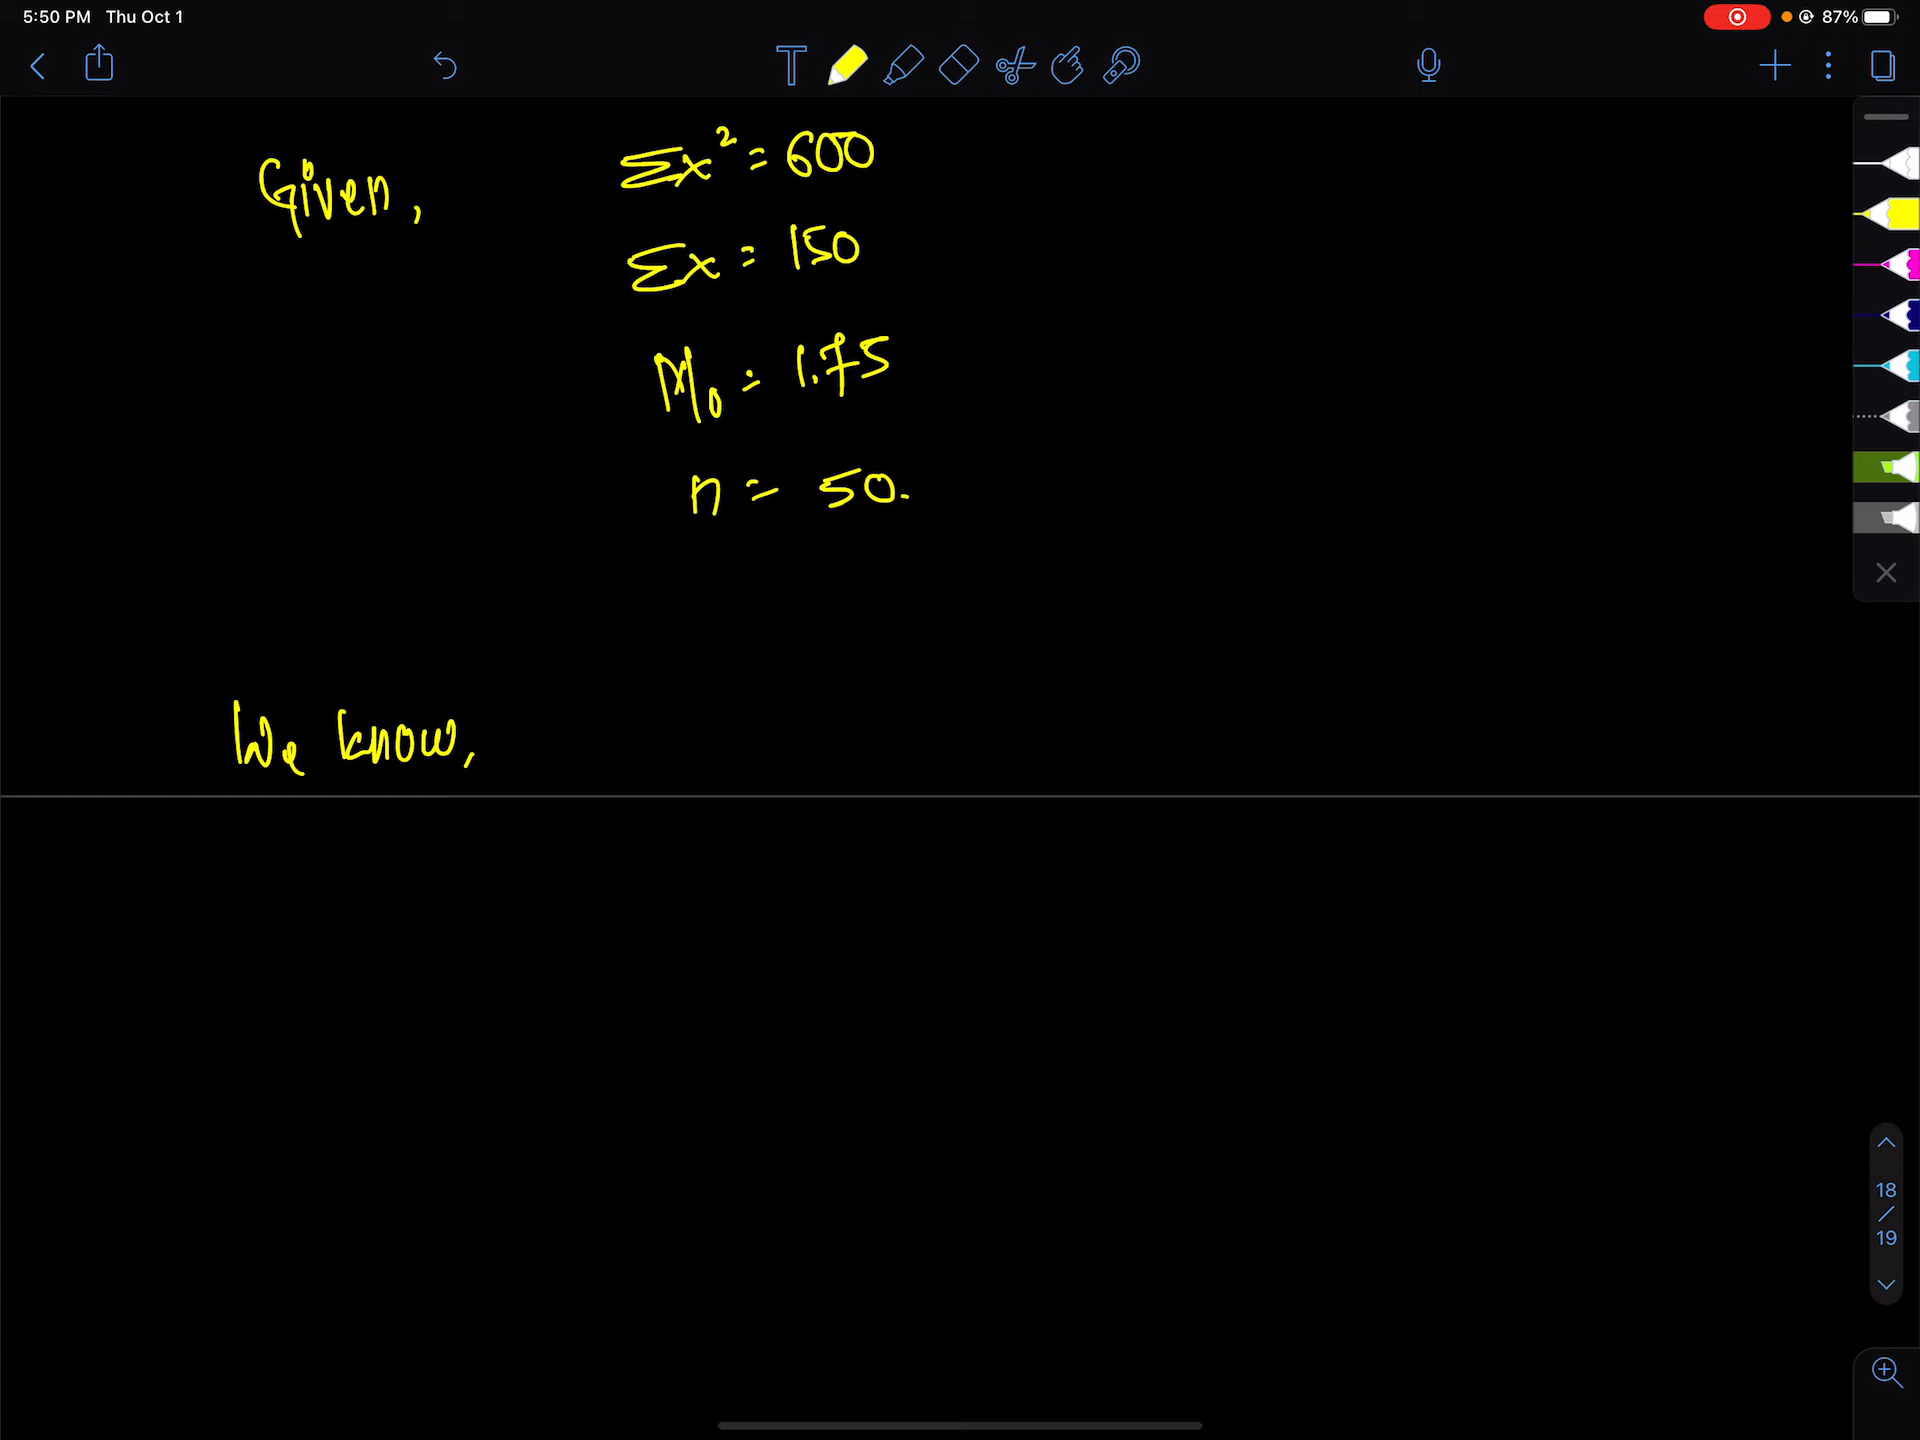 5:50 PM Thu Oct 1
87%
T
Given, Σx² = 600
Σx = 150
M₀ = 1.75
n = 50.
We know,
18
/
19